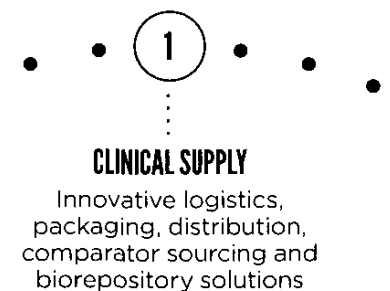 1
CLINICAL SUPPLY
Innovative logistics,
packaging, distribution,
comparator sourcing and
biorepository solutions